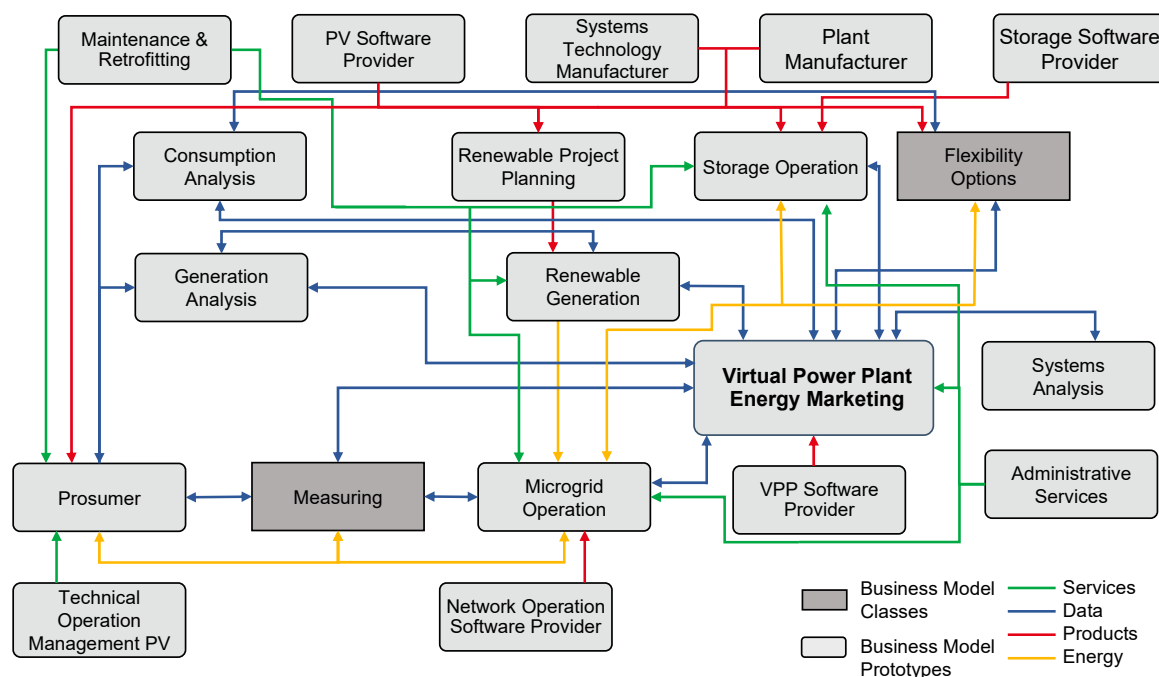 Maintenance &
Retrofitting
PV Software
Provider
Systems
Technology
Manufacturer
Plant
Manufacturer
Storage Software
Provider
Consumption
Analysis
Renewable Project
Planning
Storage Operation
Flexibility
Options
Generation
Analysis
Renewable
Generation
Virtual Power Plant
Energy Marketing
Systems
Analysis
Prosumer
Measuring
Microgrid
Operation
VPP Software
Provider
Administrative
Services
Technical
Operation
Management PV
Network Operation
Software Provider
Business Model
Classes
Business Model
Prototypes
Services
Data
Products
Energy